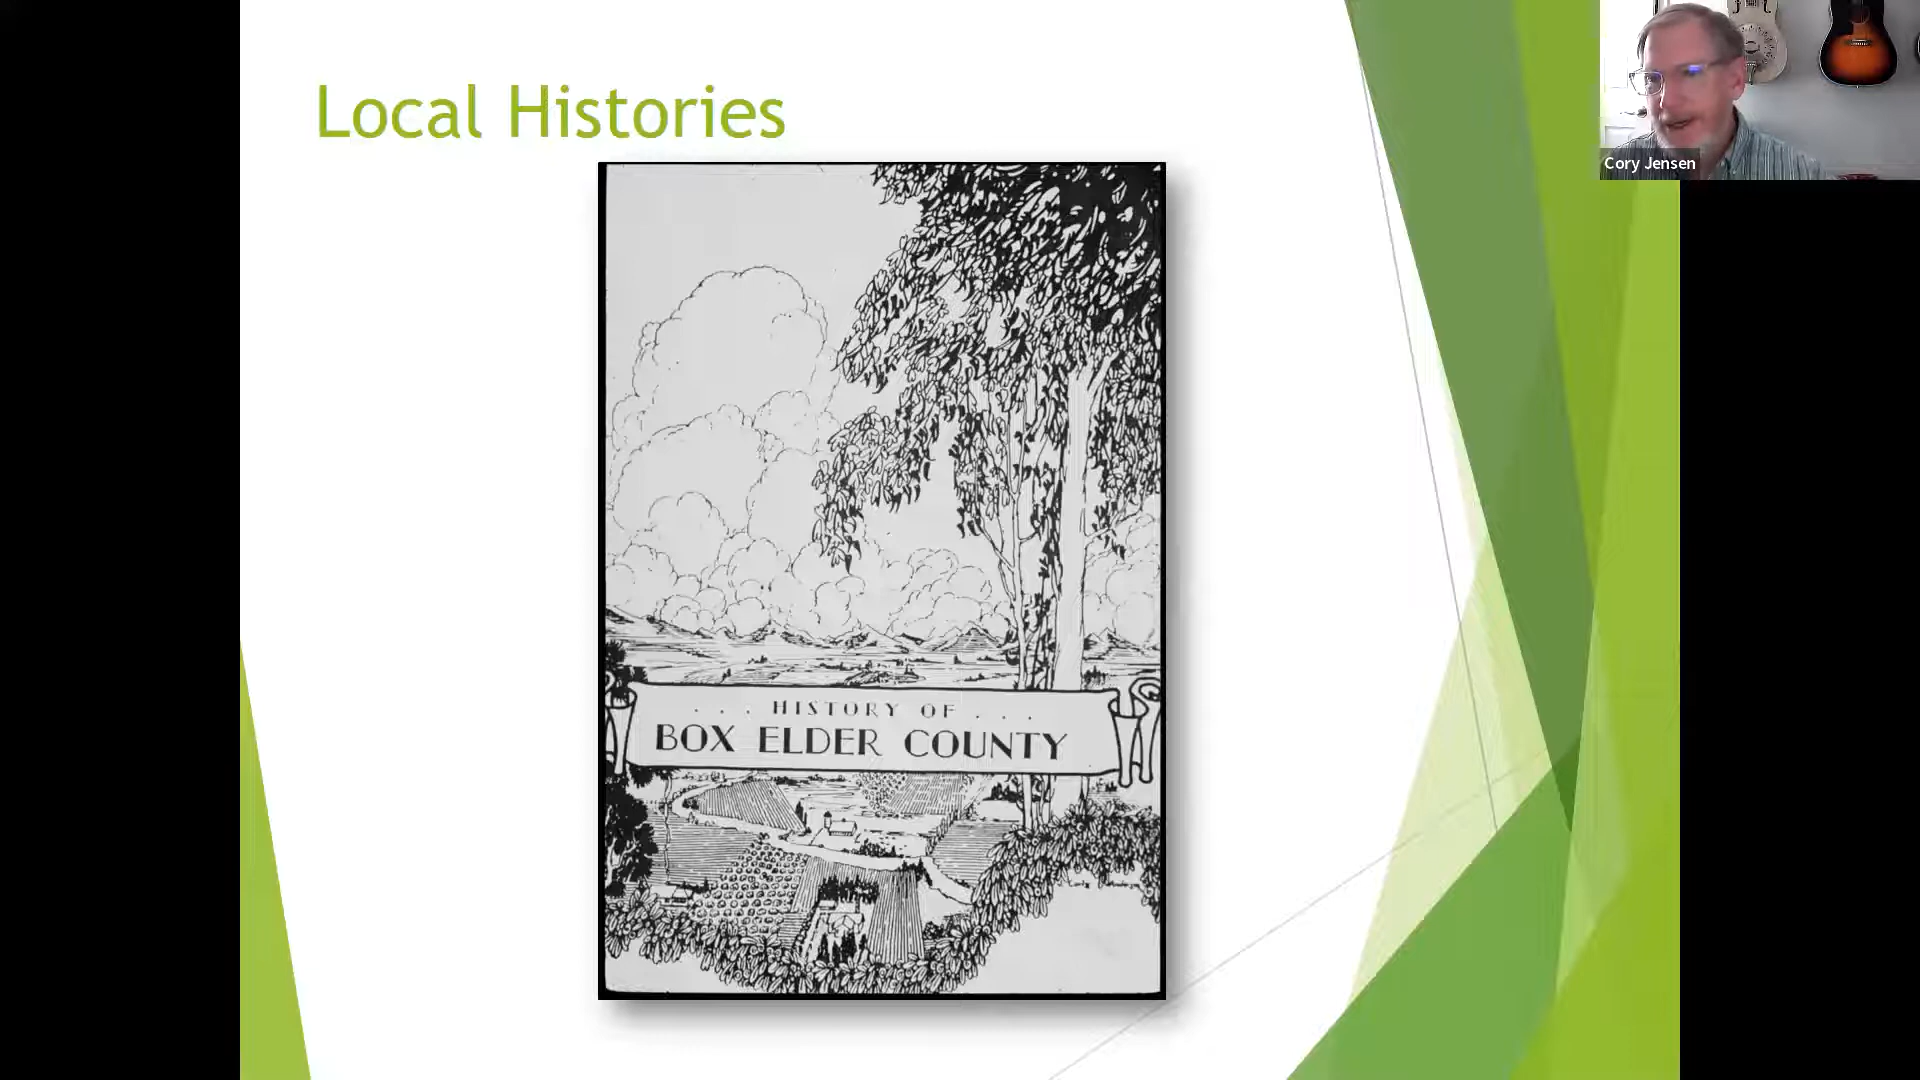 Local Histories
Cory Jensen
. . . HISTORY OF . . .
BOX ELDER COUNTY